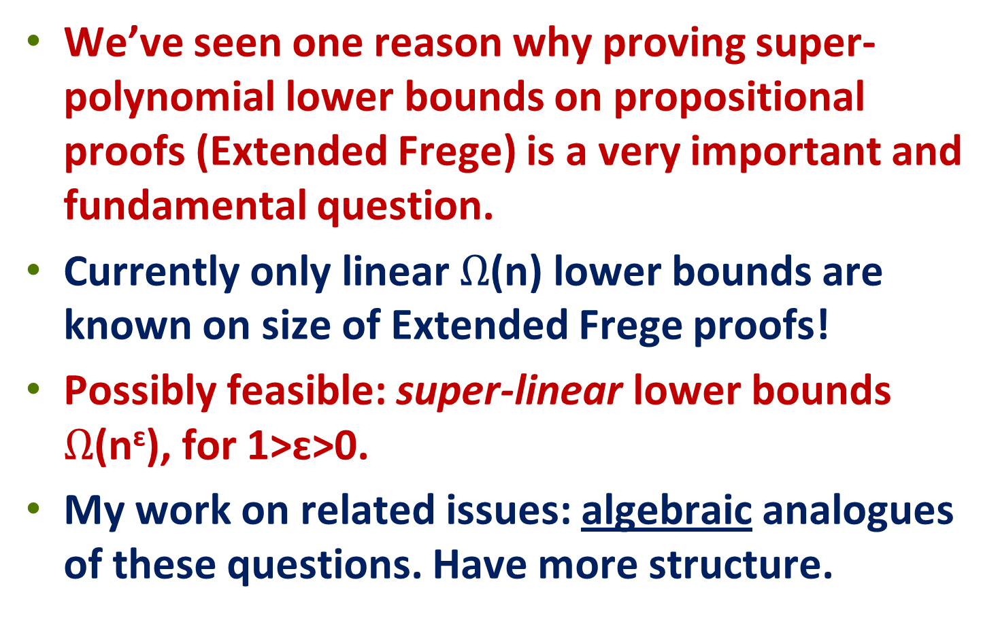 • We’ve seen one reason why proving super-
polynomial lower bounds on propositional
proofs (Extended Frege) is a very important and
fundamental question.
• Currently only linear Ω(n) lower bounds are
known on size of Extended Frege proofs!
• Possibly feasible: super-linear lower bounds
Ω(nᵋ), for 1>ε>0.
• My work on related issues: algebraic analogues
of these questions. Have more structure.